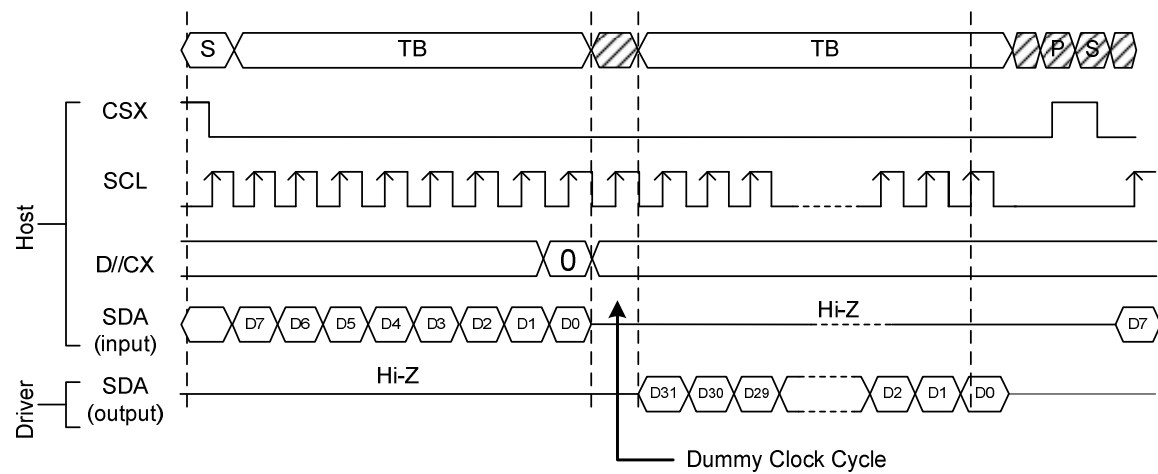 S TB TB P S
CSX
SCL
D//CX 0
SDA (input) D7 D6 D5 D4 D3 D2 D1 D0 Hi-Z D7
SDA (output) Hi-Z D31 D30 D29 D2 D1 D0
Host
Driver
Dummy Clock Cycle